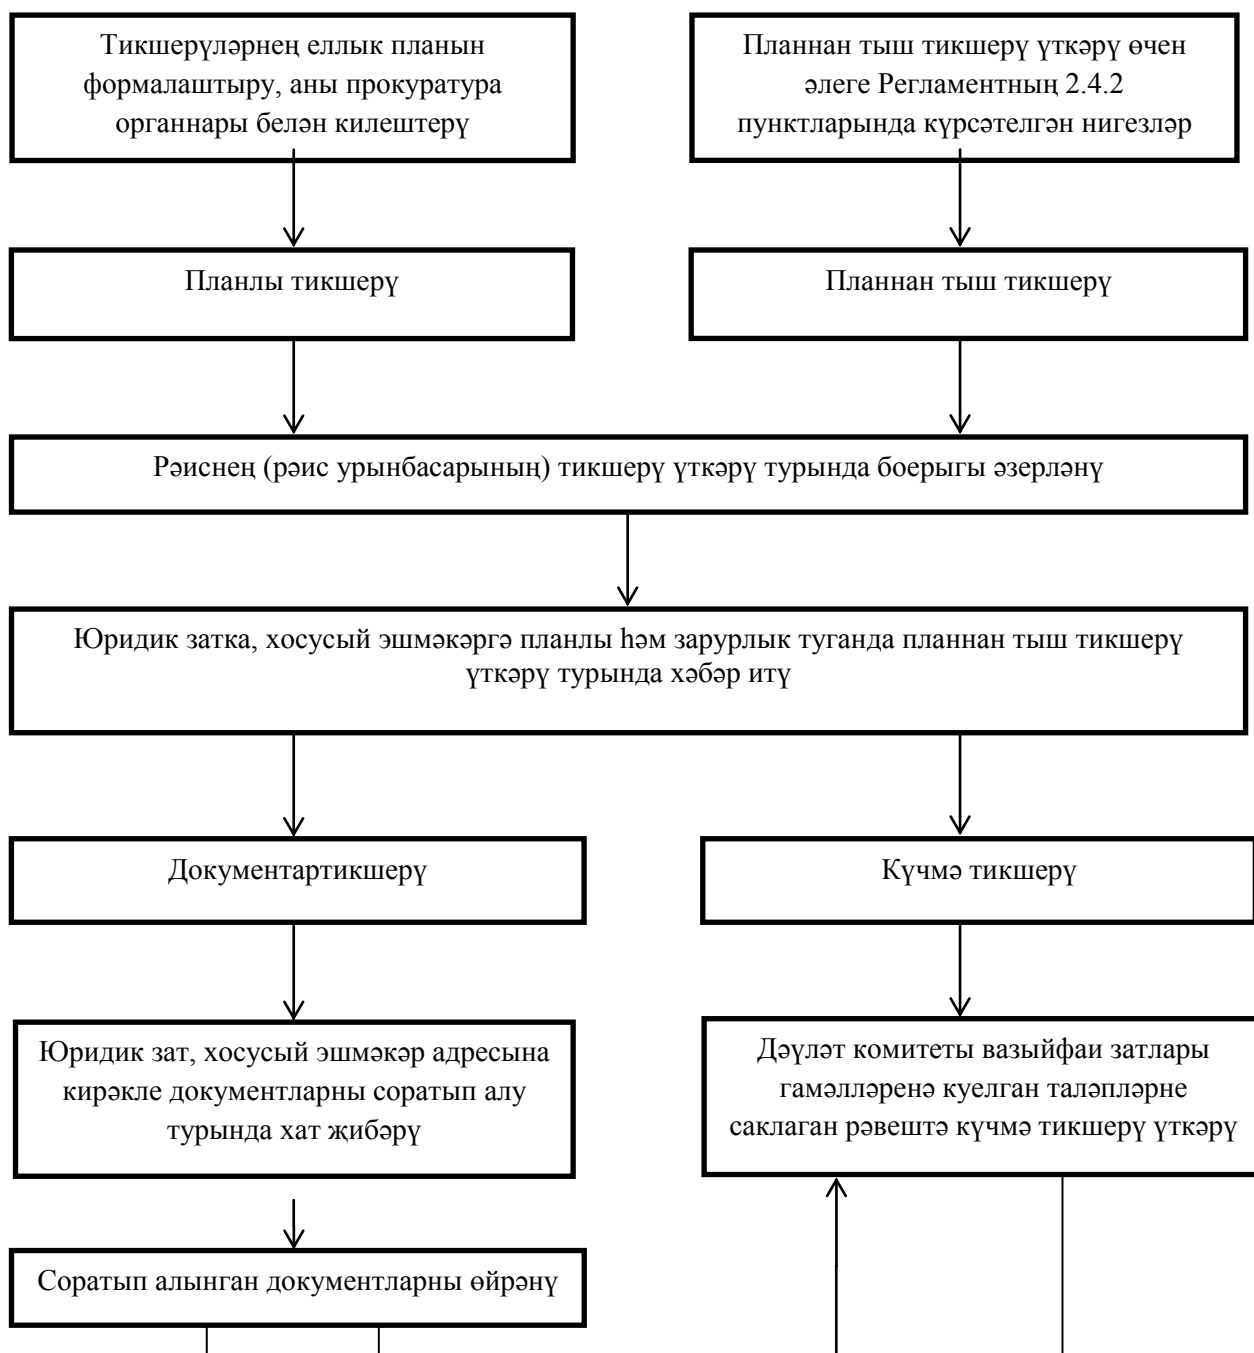 Тикшерүләрнең еллык планын
формалаштыру, аны прокуратура
органнары белән килештерү
Планнан тыш тикшерү үткәрү өчен
әлеге Регламентның 2.4.2
пунктларында күрсәтелгән нигезләр
Планлы тикшерү
Планнан тыш тикшерү
Рәиснең (рәис урынбасарының) тикшерү үткәрү турында боерыгы әзерләнү
Юридик затка, хосусый эшмәкәргә планлы һәм зарурлык туганда планнан тыш тикшерү
үткәрү турында хәбәр итү
Документартикшерү
Күчмә тикшерү
Юридик зат, хосусый эшмәкәр адресына
кирәкле документларны соратып алу
турында хат җибәрү
Дәүләт комитеты вазыйфаи затлары
гамәлләренә куелган таләпләрне
саклаган рәвештә күчмә тикшерү үткәрү
Соратып алынган документларны өйрәнү